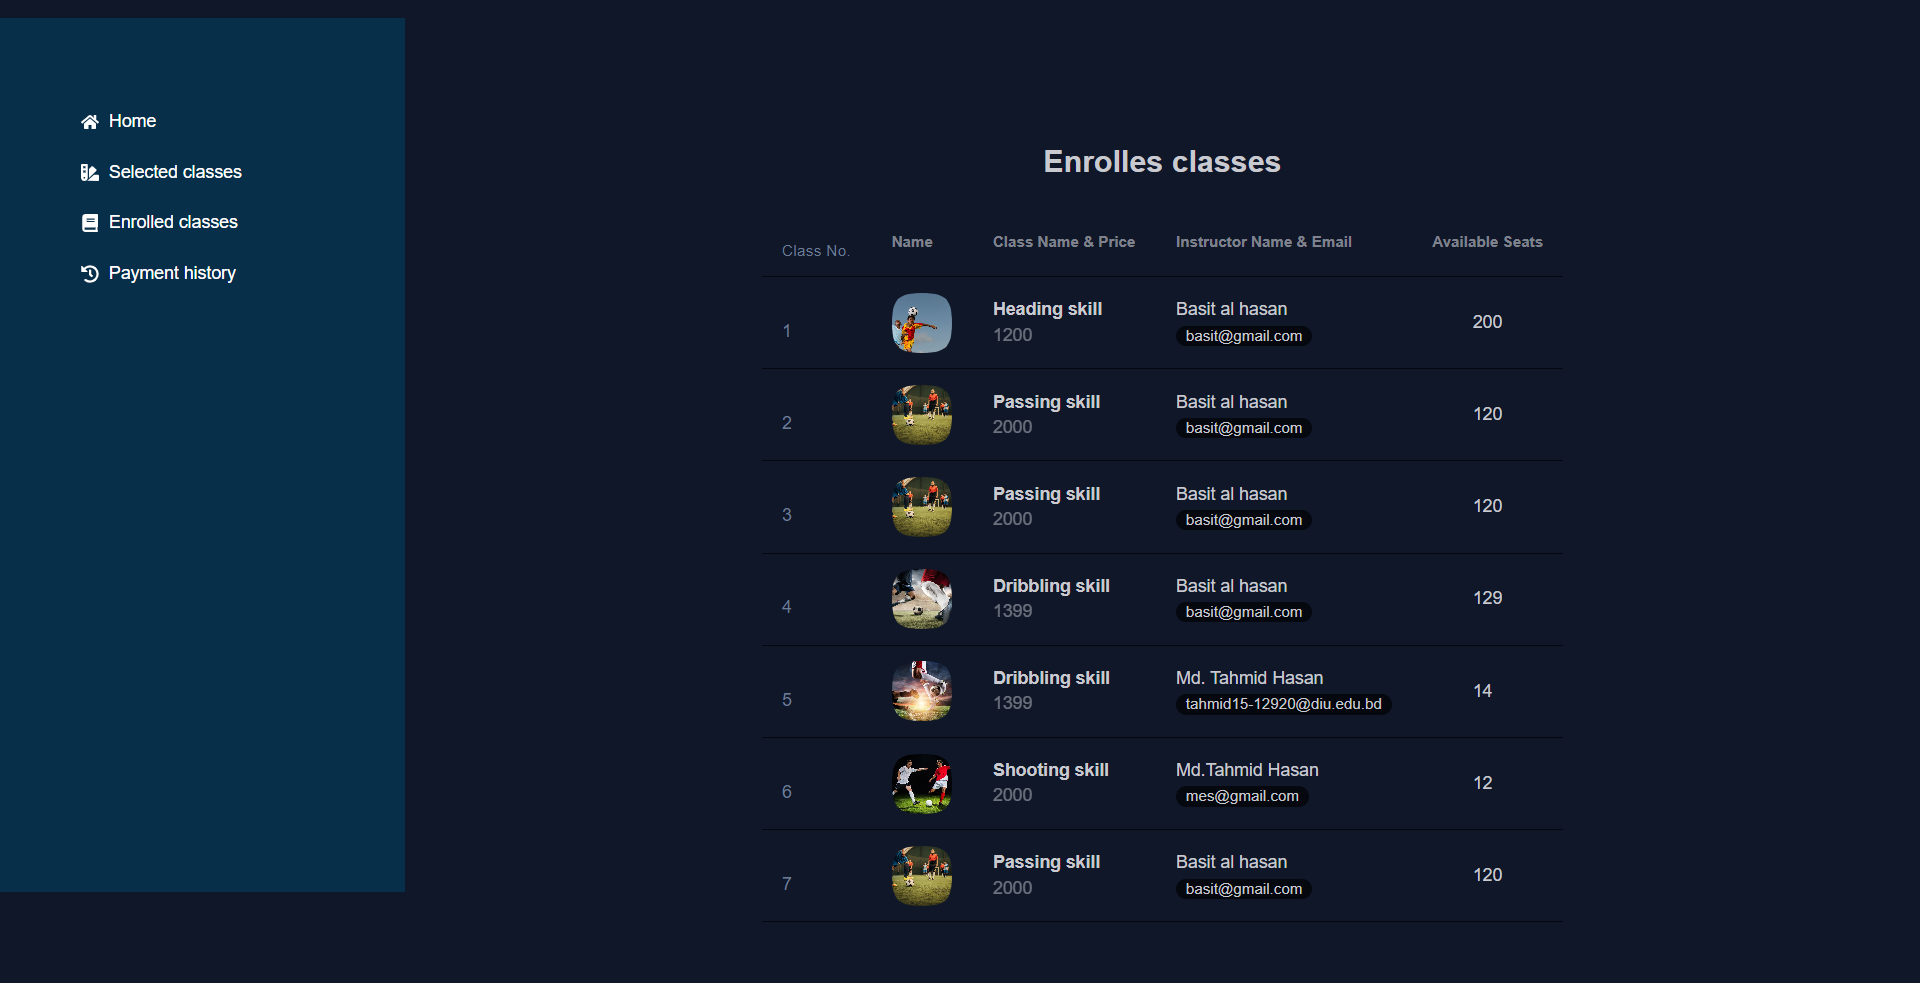 Home
Selected classes
Enrolled classes
Payment history
Enrolles classes
Class No. Name Class Name & Price Instructor Name & Email Available Seats
1 Heading skill Basit al hasan 200
1200 basit@gmail.com
2 Passing skill Basit al hasan 120
2000 basit@gmail.com
3 Passing skill Basit al hasan 120
2000 basit@gmail.com
4 Dribbling skill Basit al hasan 129
1399 basit@gmail.com
5 Dribbling skill Md. Tahmid Hasan 14
1399 tahmid15-12920@diu.edu.bd
6 Shooting skill Md.Tahmid Hasan 12
2000 mes@gmail.com
7 Passing skill Basit al hasan 120
2000 basit@gmail.com